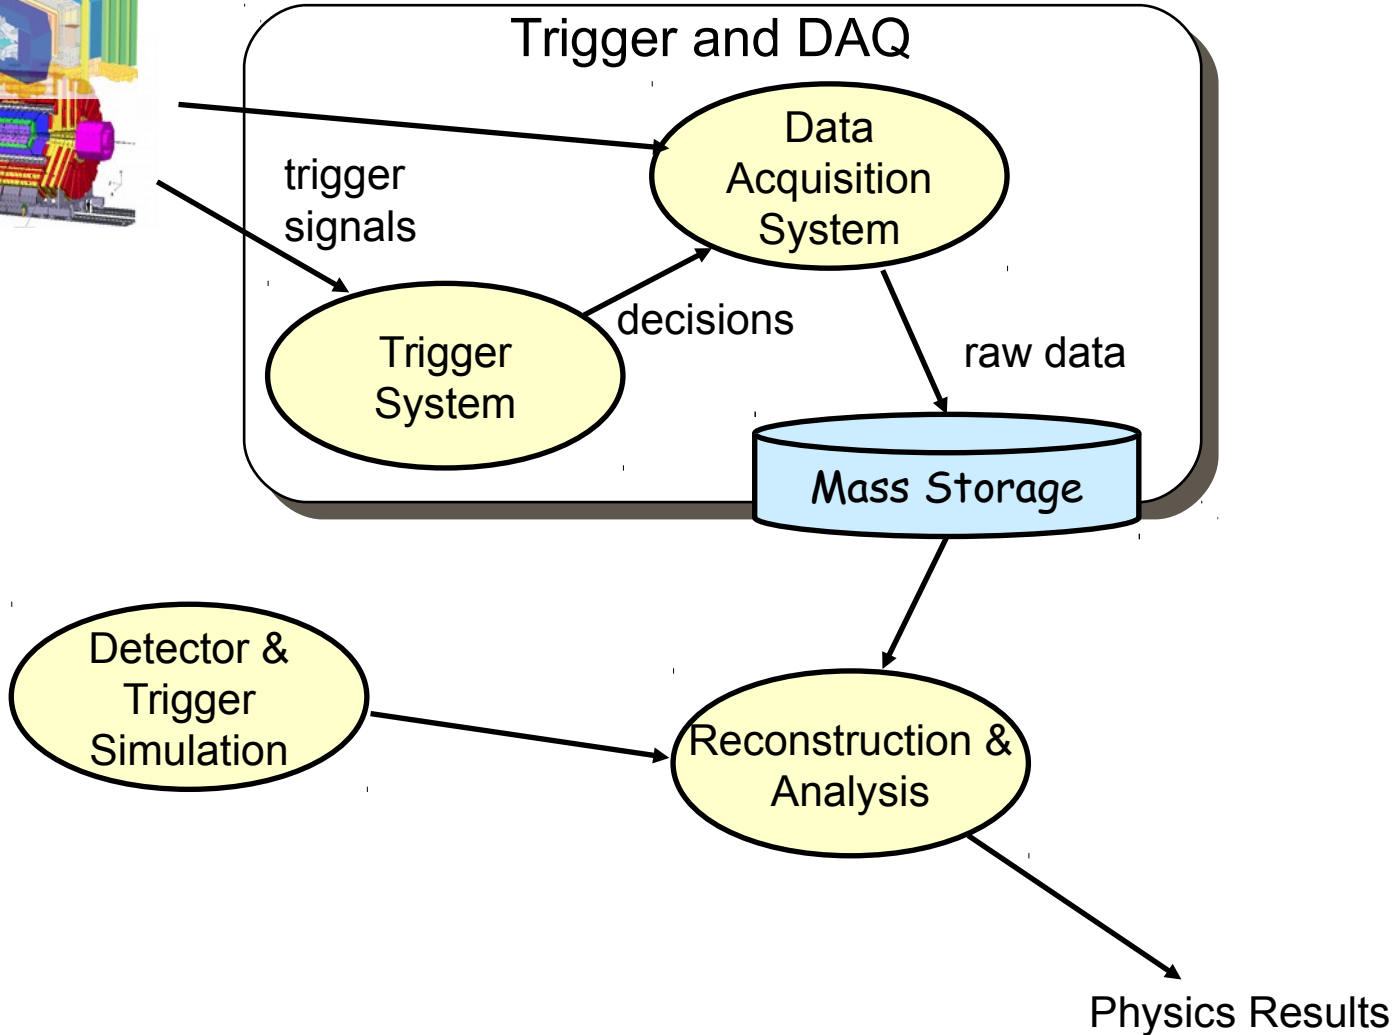 Trigger and DAQ
Data
Acquisition
System
trigger
signals
decisions
Trigger
System
raw data
Mass Storage
Detector &
Trigger
Simulation
Reconstruction &
Analysis
Physics Results